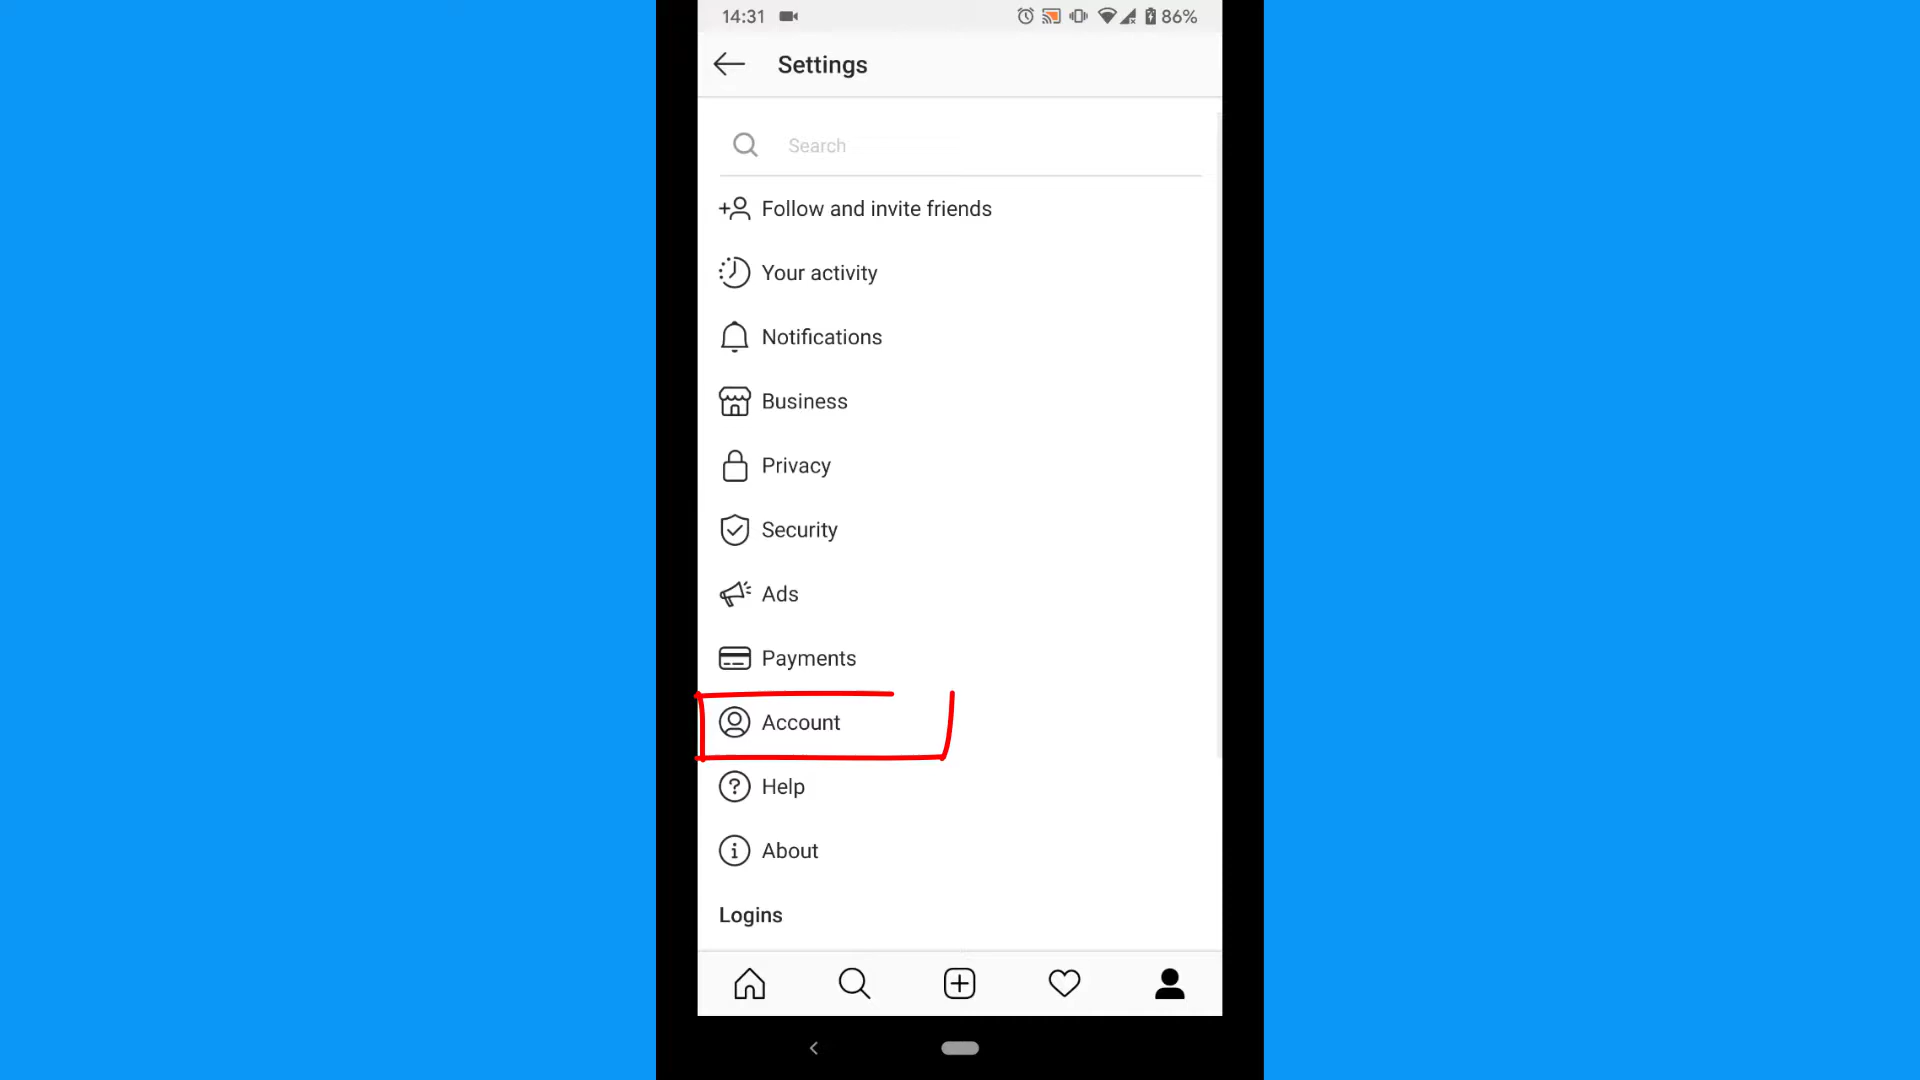 14:31 86%
Settings
Search
Follow and invite friends
Your activity
Notifications
Business
Privacy
Security
Ads
Payments
Account
Help
About
Logins